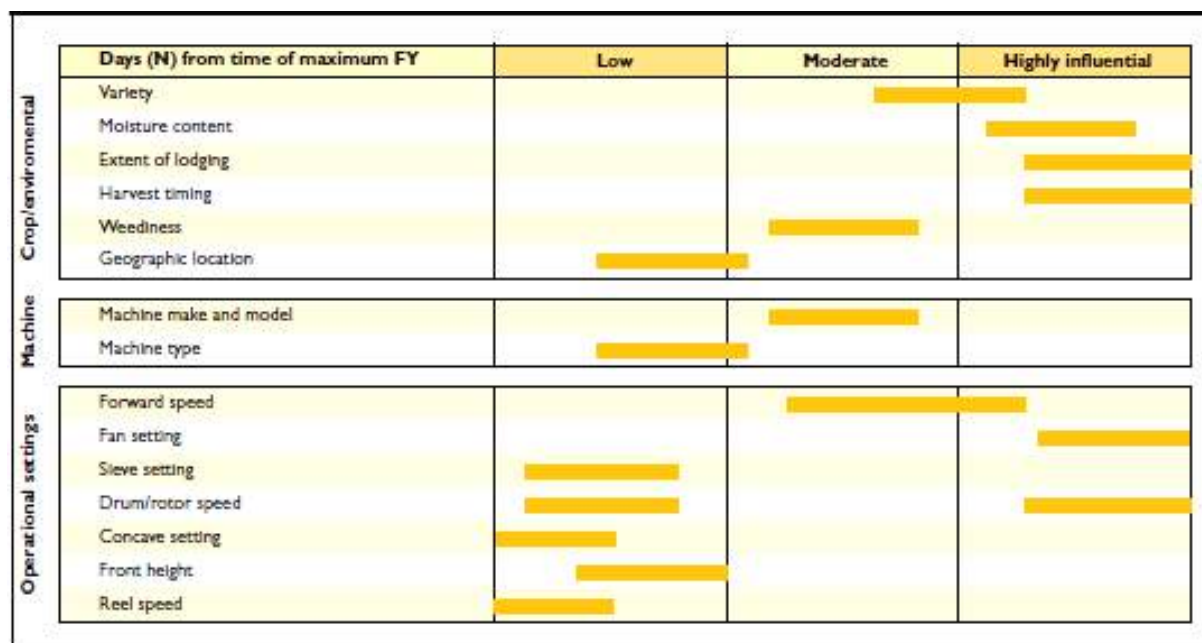 Days (N) from time of maximum FY Low Moderate Highly influential
Crop/enviromental
Variety
Moisture content
Extent of lodging
Harvest timing
Weediness
Geographic location
Machine
Machine make and model
Machine type
Operational settings
Forward speed
Fan setting
Sieve setting
Drum/rotor speed
Concave setting
Front height
Reel speed